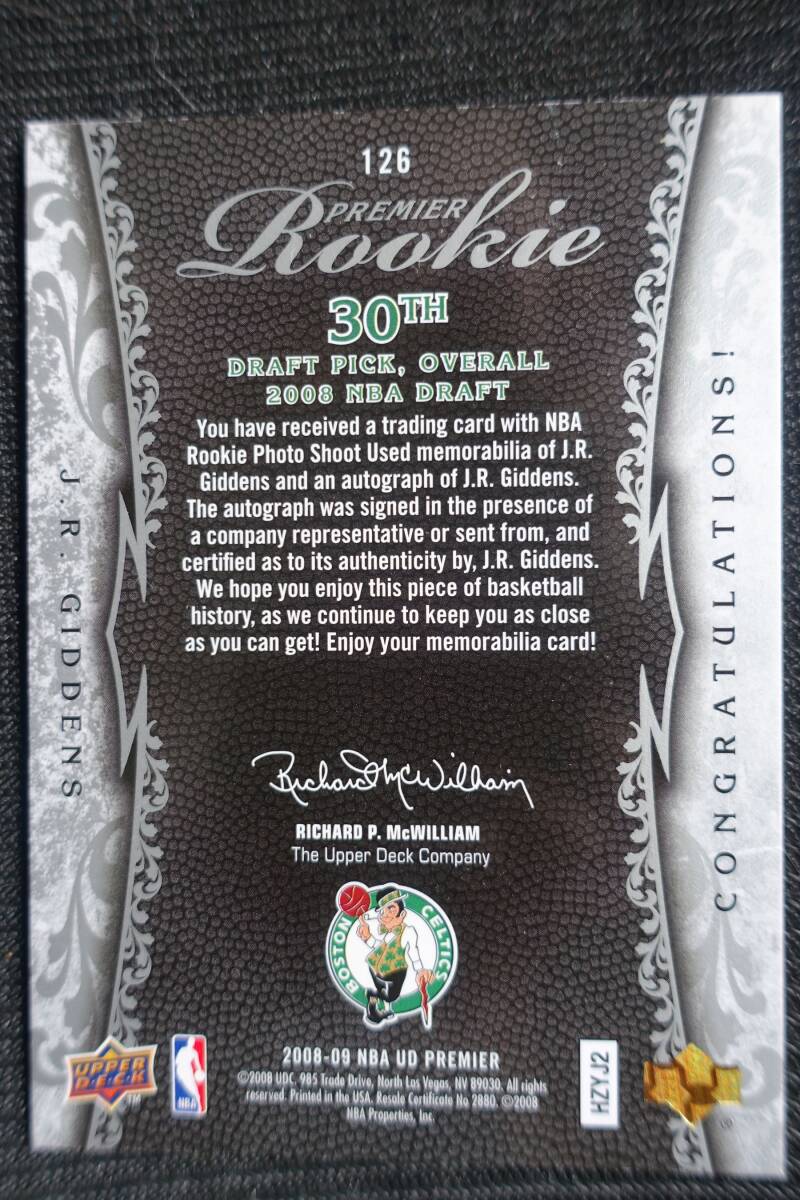 126
PREMIER
Rookie
30TH
DRAFT PICK, OVERALL
2008 NBA DRAFT
You have received a trading card with NBA
Rookie Photo Shoot Used memorabilia of J.R.
Giddens and an autograph of J.R. Giddens.
The autograph was signed in the presence of
a company representative or sent from, and
certified as to its authenticity by, J.R. Giddens.
We hope you enjoy this piece of basketball
history, as we continue to keep you as close
as you can get! Enjoy your memorabilia card!
J.R. GIDDENS
CONGRATULATIONS!
Richard P McWilliam
RICHARD P. McWILLIAM
The Upper Deck Company
BOSTON CELTICS
UPPER
DECK
TM
NBA
2008-09 NBA UD PREMIER
©2008 UDC. 985 Trade Drive, North Las Vegas, NV 89030. All rights
reserved. Printed in the USA. Resale Certificate No 2880. ©2008
NBA Properties, Inc.
HZYJ2